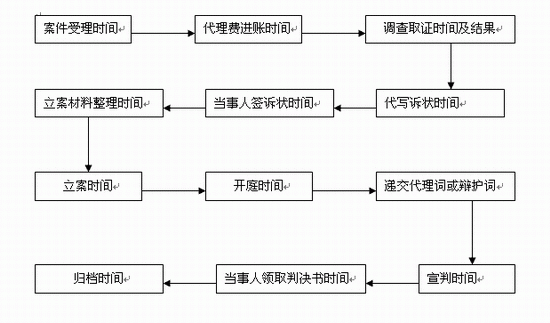 案件受理时间
代理费进账时间
调查取证时间及结果
代写诉状时间
当事人签诉状时间
立案材料整理时间
立案时间
开庭时间
递交代理词或辩护词
宣判时间
当事人领取判决书时间
归档时间